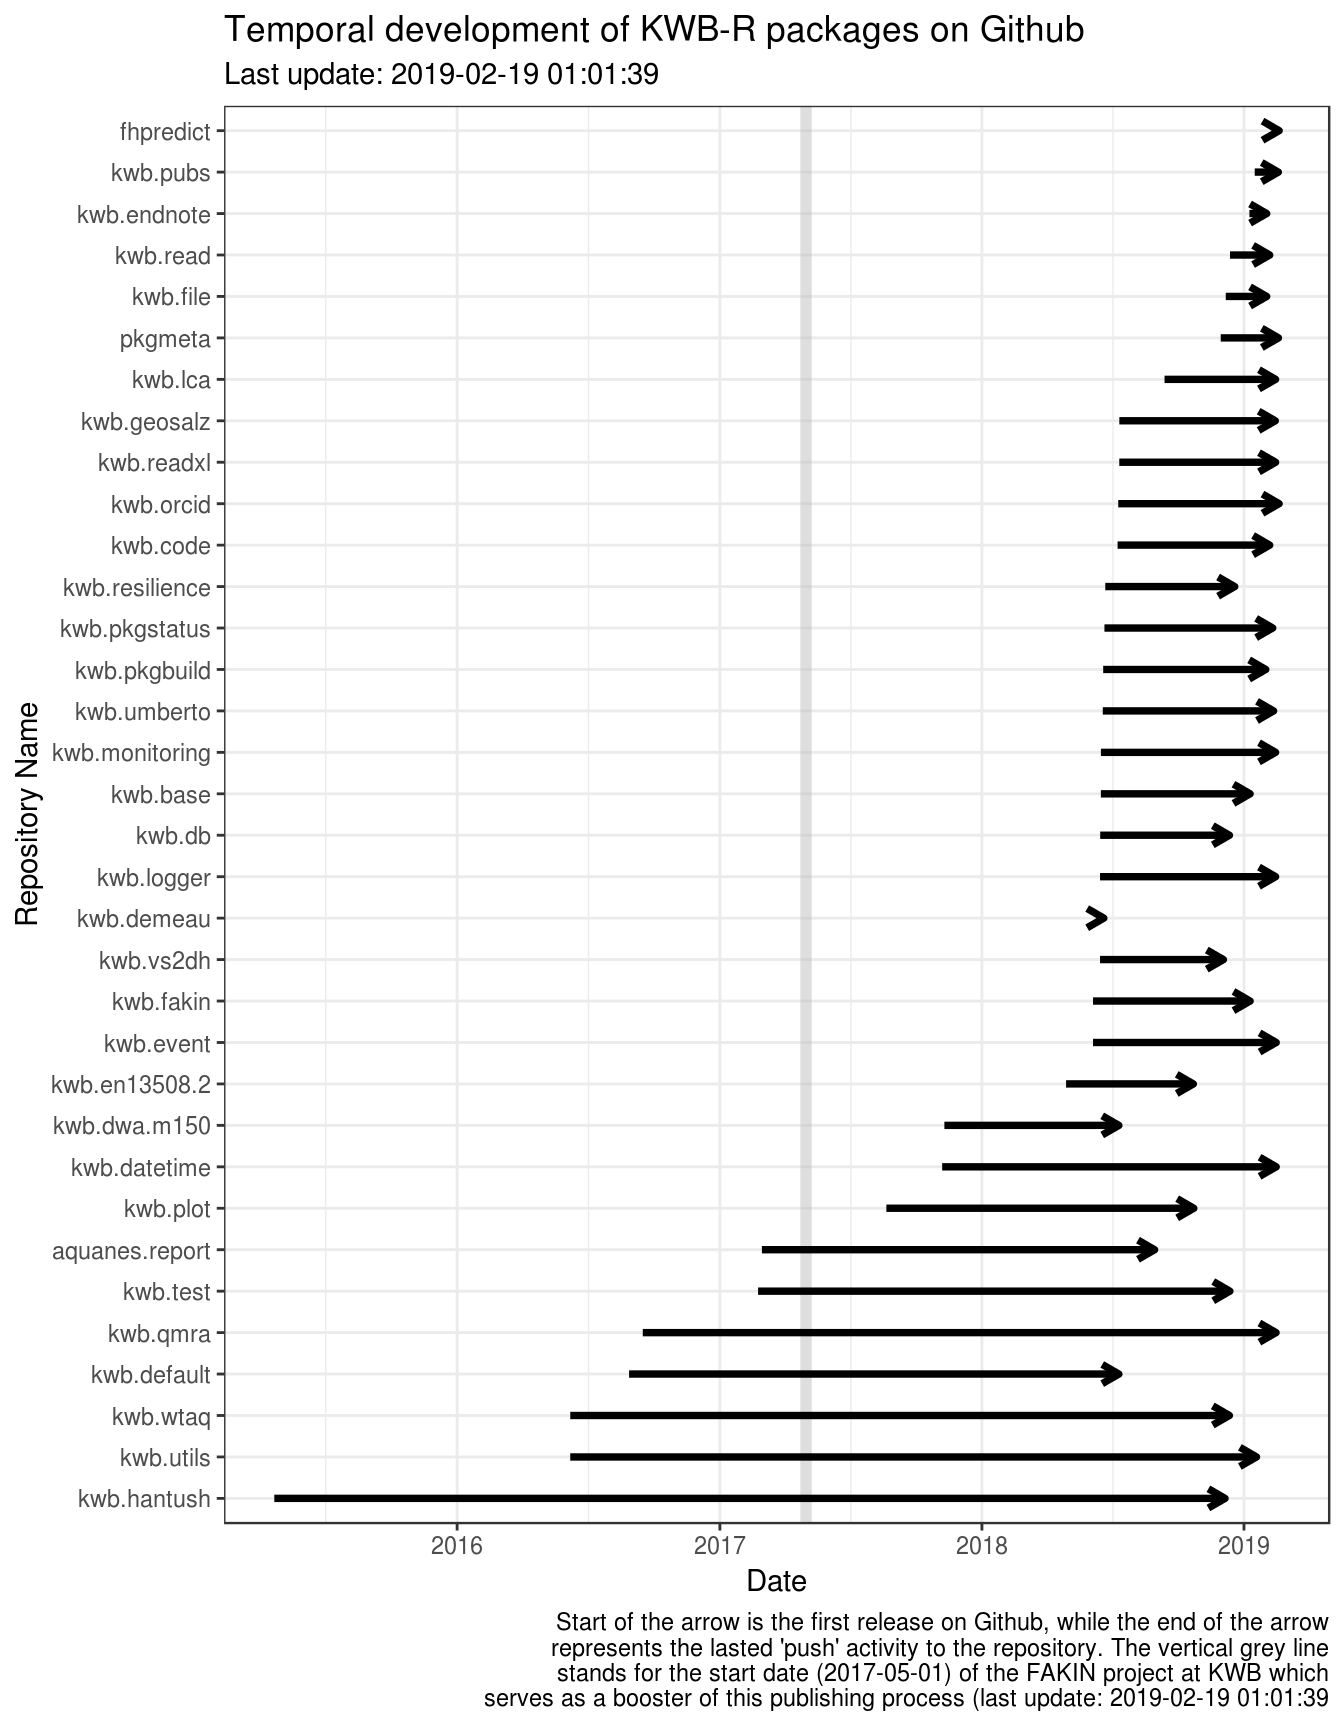 Temporal development of KWB-R packages on Github
Last update: 2019-02-19 01:01:39
fhpredict
kwb.pubs
kwb.endnote
kwb.read
kwb.file
pkgmeta
kwb.lca
kwb.geosalz
kwb.readxl
kwb.orcid
kwb.code
kwb.resilience
kwb.pkgstatus
kwb.pkgbuild
kwb.umberto
kwb.monitoring
kwb.base
kwb.db
kwb.logger
kwb.demeau
kwb.vs2dh
kwb.fakin
kwb.event
kwb.en13508.2
kwb.dwa.m150
kwb.datetime
kwb.plot
aquanes.report
kwb.test
kwb.qmra
kwb.default
kwb.wtaq
kwb.utils
kwb.hantush
Repository Name
2016 2017 2018 2019
Date
Start of the arrow is the first release on Github, while the end of the arrow
represents the lasted 'push' activity to the repository. The vertical grey line
stands for the start date (2017-05-01) of the FAKIN project at KWB which
serves as a booster of this publishing process (last update: 2019-02-19 01:01:39